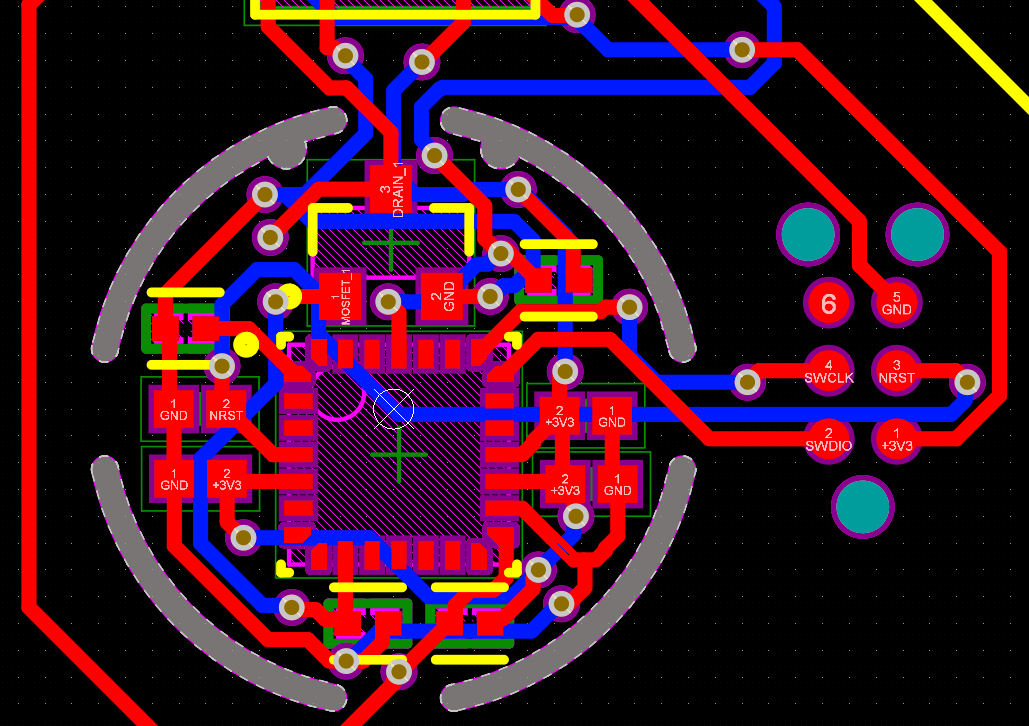 3
DRAIN_1
1
MOSFET_1
2
GND
6
5
GND
4
SWCLK
3
NRST
2
SWDIO
1
+3V3
1
GND
2
NRST
2
+3V3
1
GND
1
GND
2
+3V3
2
+3V3
1
GND